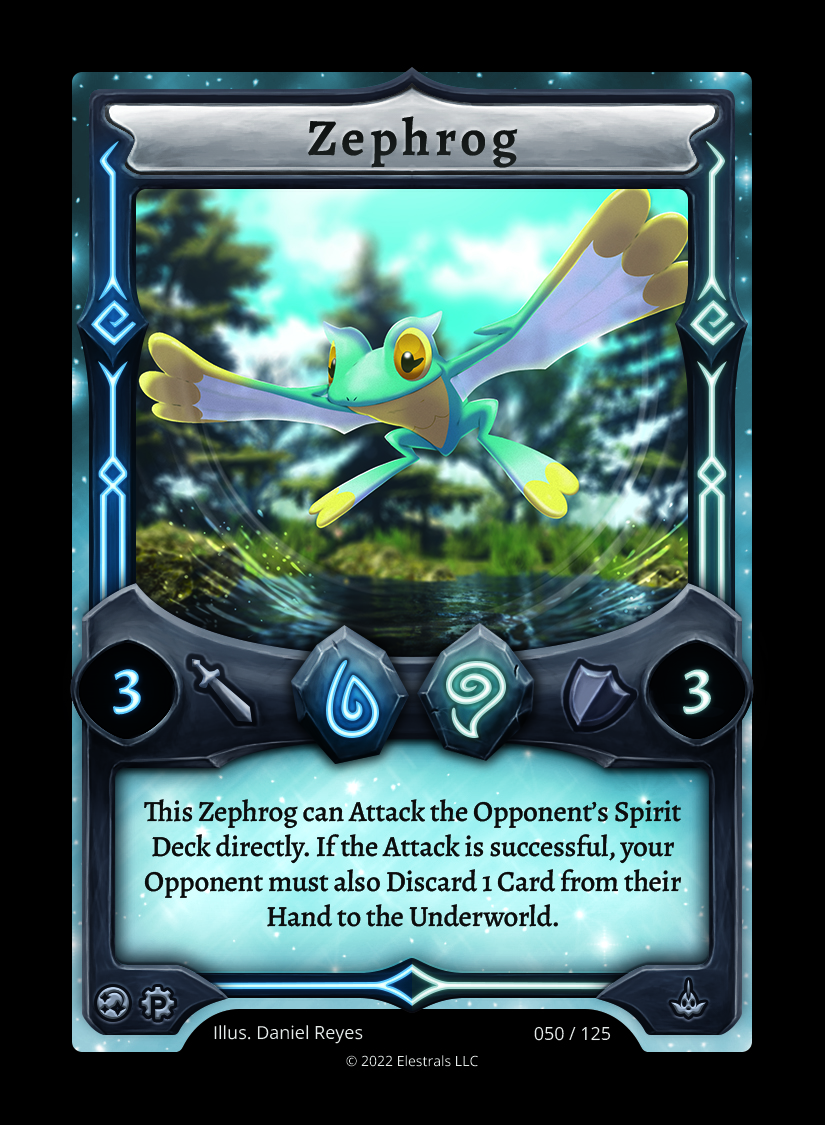 Zephrog
3
3
This Zephrog can Attack the Opponent's Spirit
Deck directly. If the Attack is successful, your
Opponent must also Discard 1 Card from their
Hand to the Underworld.
P
Illus. Daniel Reyes
050 / 125
© 2022 Elestrals LLC